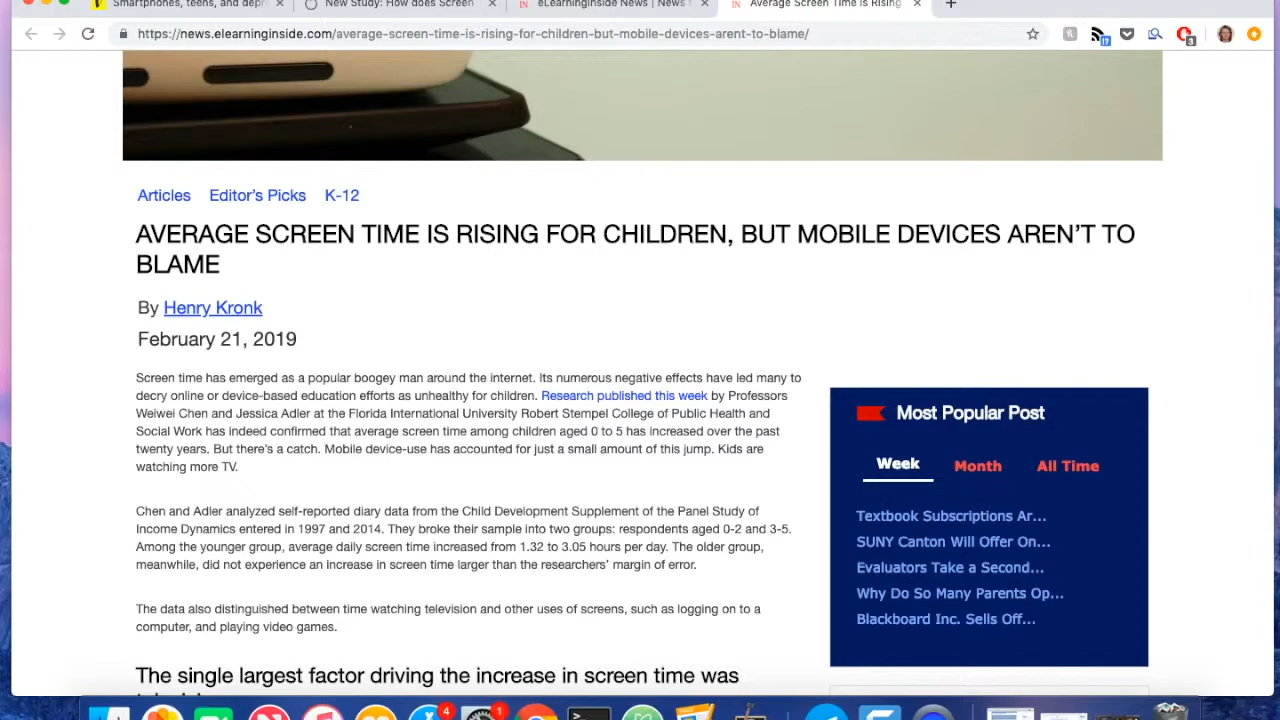 Smartphones, teens, and depr
New Study: How does Screen
eLearningInside News | News
Average Screen Time Is Rising
https://news.elearninginside.com/average-screen-time-is-rising-for-children-but-mobile-devices-arent-to-blame/
Articles Editor's Picks K-12
AVERAGE SCREEN TIME IS RISING FOR CHILDREN, BUT MOBILE DEVICES AREN'T TO
BLAME
By Henry Kronk
February 21, 2019
Screen time has emerged as a popular boogey man around the internet. Its numerous negative effects have led many to
decry online or device-based education efforts as unhealthy for children. Research published this week by Professors
Weiwei Chen and Jessica Adler at the Florida International University Robert Stempel College of Public Health and
Social Work has indeed confirmed that average screen time among children aged 0 to 5 has increased over the past
twenty years. But there's a catch. Mobile device-use has accounted for just a small amount of this jump. Kids are
watching more TV.
Chen and Adler analyzed self-reported diary data from the Child Development Supplement of the Panel Study of
Income Dynamics entered in 1997 and 2014. They broke their sample into two groups: respondents aged 0-2 and 3-5.
Among the younger group, average daily screen time increased from 1.32 to 3.05 hours per day. The older group,
meanwhile, did not experience an increase in screen time larger than the researchers' margin of error.
The data also distinguished between time watching television and other uses of screens, such as logging on to a
computer, and playing video games.
The single largest factor driving the increase in screen time was
Most Popular Post
Week Month All Time
Textbook Subscriptions Ar...
SUNY Canton Will Offer On...
Evaluators Take a Second...
Why Do So Many Parents Op...
Blackboard Inc. Sells Off...
3
4
1